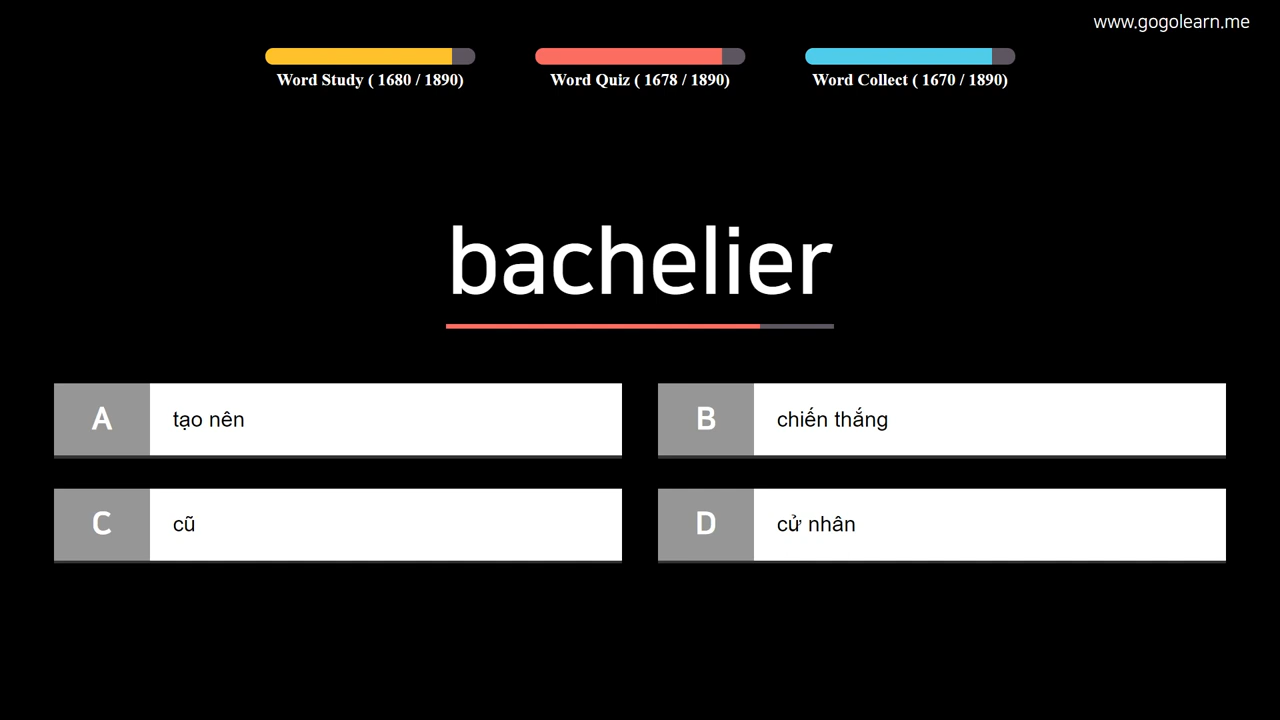 www.gogolearn.me
Word Study ( 1680 / 1890)
Word Quiz ( 1678 / 1890)
Word Collect ( 1670 / 1890)
bachelier
A tạo nên
B chiến thắng
C cũ
D cử nhân